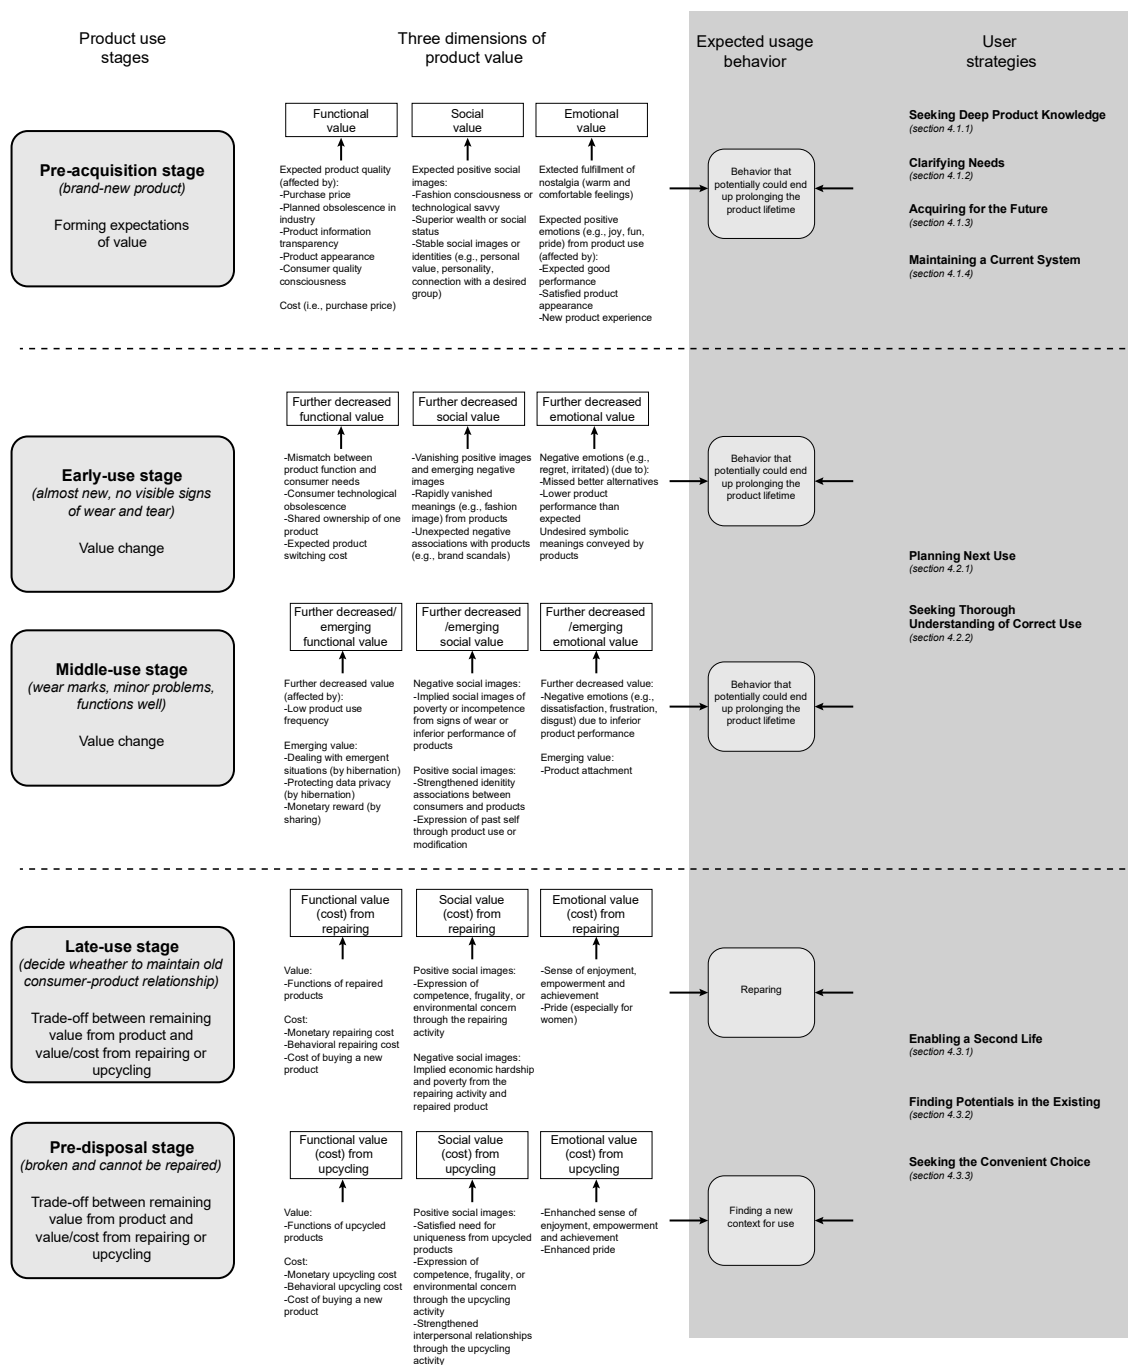 Product use
stages
Three dimensions of
product value
Expected usage
behavior
User
strategies
Pre-acquisition stage
(brand-new product)
Forming expectations
of value
Functional
value
Social
value
Emotional
value
Expected product quality
(affected by):
-Purchase price
-Planned obsolescence in
industry
-Product information
transparency
-Product appearance
-Consumer quality
consciousness
Cost (i.e., purchase price)
Expected positive social
images:
-Fashion consciousness or
technological savvy
-Superior wealth or social
status
-Stable social images or
identities (e.g., personal
value, personality,
connection with a desired
group)
Extected fulfillment of
nostalgia (warm and
comfortable feelings)
Expected positive
emotions (e.g., joy, fun,
pride) from product use
(affected by):
-Expected good
performance
-Satisfied product
appearance
-New product experience
Behavior that
potentially could end
up prolonging the
product lifetime
Seeking Deep Product Knowledge
(section 4.1.1)
Clarifying Needs
(section 4.1.2)
Acquiring for the Future
(section 4.1.3)
Maintaining a Current System
(section 4.1.4)
Early-use stage
(almost new, no visible signs
of wear and tear)
Value change
Further decreased
functional value
Further decreased
social value
Further decreased
emotional value
-Mismatch between
product function and
consumer needs
-Consumer technological
obsolescence
-Shared ownership of one
product
-Expected product
switching cost
-Vanishing positive images
and emerging negative
images
-Rapidly vanished
meanings (e.g., fashion
image) from products
-Unexpected negative
associations with products
(e.g., brand scandals)
Negative emotions (e.g.,
regret, irritated) (due to):
-Missed better alternatives
-Lower product
performance than
expected
Undesired symbolic
meanings conveyed by
products
Behavior that
potentially could end
up prolonging the
product lifetime
Planning Next Use
(section 4.2.1)
Seeking Thorough
Understanding of Correct Use
(section 4.2.2)
Middle-use stage
(wear marks, minor problems,
functions well)
Value change
Further decreased/
emerging
functional value
Further decreased
/emerging
social value
Further decreased
/emerging
emotional value
Further decreased value
(affected by):
-Low product use
frequency
Emerging value:
-Dealing with emergent
situations (by hibernation)
-Protecting data privacy
(by hibernation)
-Monetary reward (by
sharing)
Negative social images:
-Implied social images of
poverty or incompetence
from signs of wear or
inferior performance of
products
Positive social images:
-Strengthened idenitity
associations between
consumers and products
-Expression of past self
through product use or
modification
Further decreased value:
-Negative emotions (e.g.,
dissatisfaction, frustration,
disgust) due to inferior
product performance
Emerging value:
-Product attachment
Behavior that
potentially could end
up prolonging the
product lifetime
Late-use stage
(decide wheather to maintain old
consumer-product relationship)
Trade-off between remaining
value from product and
value/cost from repairing or
upcycling
Functional value
(cost) from
repairing
Social value
(cost) from
repairing
Emotional value
(cost) from
repairing
Value:
-Functions of repaired
products
Cost:
-Monetary repairing cost
-Behavioral repairing cost
-Cost of buying a new
product
Positive social images:
-Expression of
competence, frugality, or
environmental concern
through the repairing
activity
Negative social images:
Implied economic hardship
and poverty from the
repairing activity and
repaired product
-Sense of enjoyment,
empowerment and
achievement
-Pride (especially for
women)
Reparing
Enabling a Second Life
(section 4.3.1)
Finding Potentials in the Existing
(section 4.3.2)
Seeking the Convenient Choice
(section 4.3.3)
Pre-disposal stage
(broken and cannot be repaired)
Trade-off between remaining
value from product and
value/cost from repairing or
upcycling
Functional value
(cost) from
upcycling
Social value
(cost) from
upcycling
Emotional value
(cost) from
upcycling
Value:
-Functions of upcycled
products
Cost:
-Monetary upcycling cost
-Behavioral upcycling cost
-Cost of buying a new
product
Positive social images:
-Satisfied need for
uniqueness from upcycled
products
-Expression of
competence, frugality, or
environmental concern
through the upcycling
activity
-Strengthened
interpersonal relationships
through the upcycling
activity
-Enhanched sense of
enjoyment, empowerment
and achievement
-Enhanced pride
Finding a new
context for use